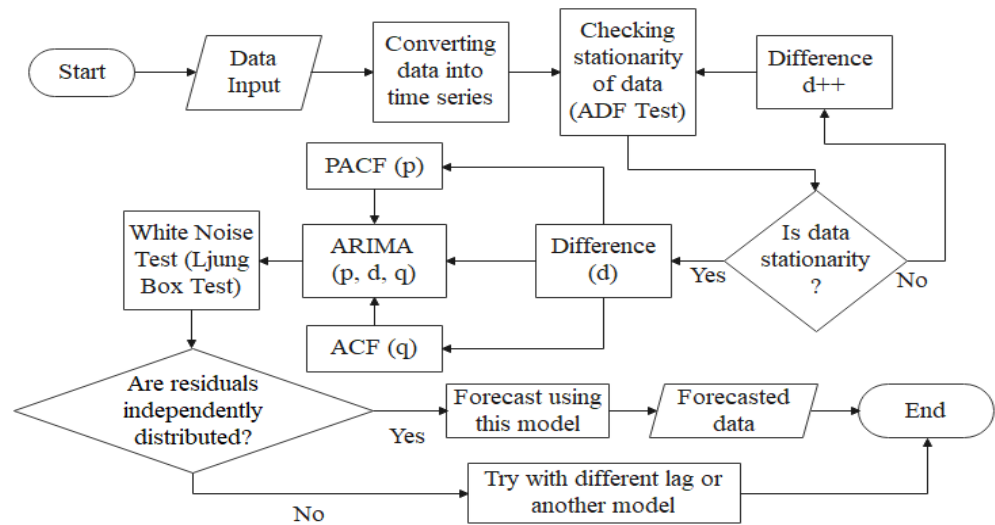 Start
Data
Input
Converting
data into
time series
Checking
stationarity
of data
(ADF Test)
Difference
d++
PACF (p)
White Noise
Test (Ljung
Box Test)
ARIMA
(p, d, q)
Difference
(d)
Yes
Is data
stationarity
?
No
ACF (q)
Are residuals
independently
distributed?
Yes
Forecast using
this model
Forecasted
data
End
No
Try with different lag or
another model